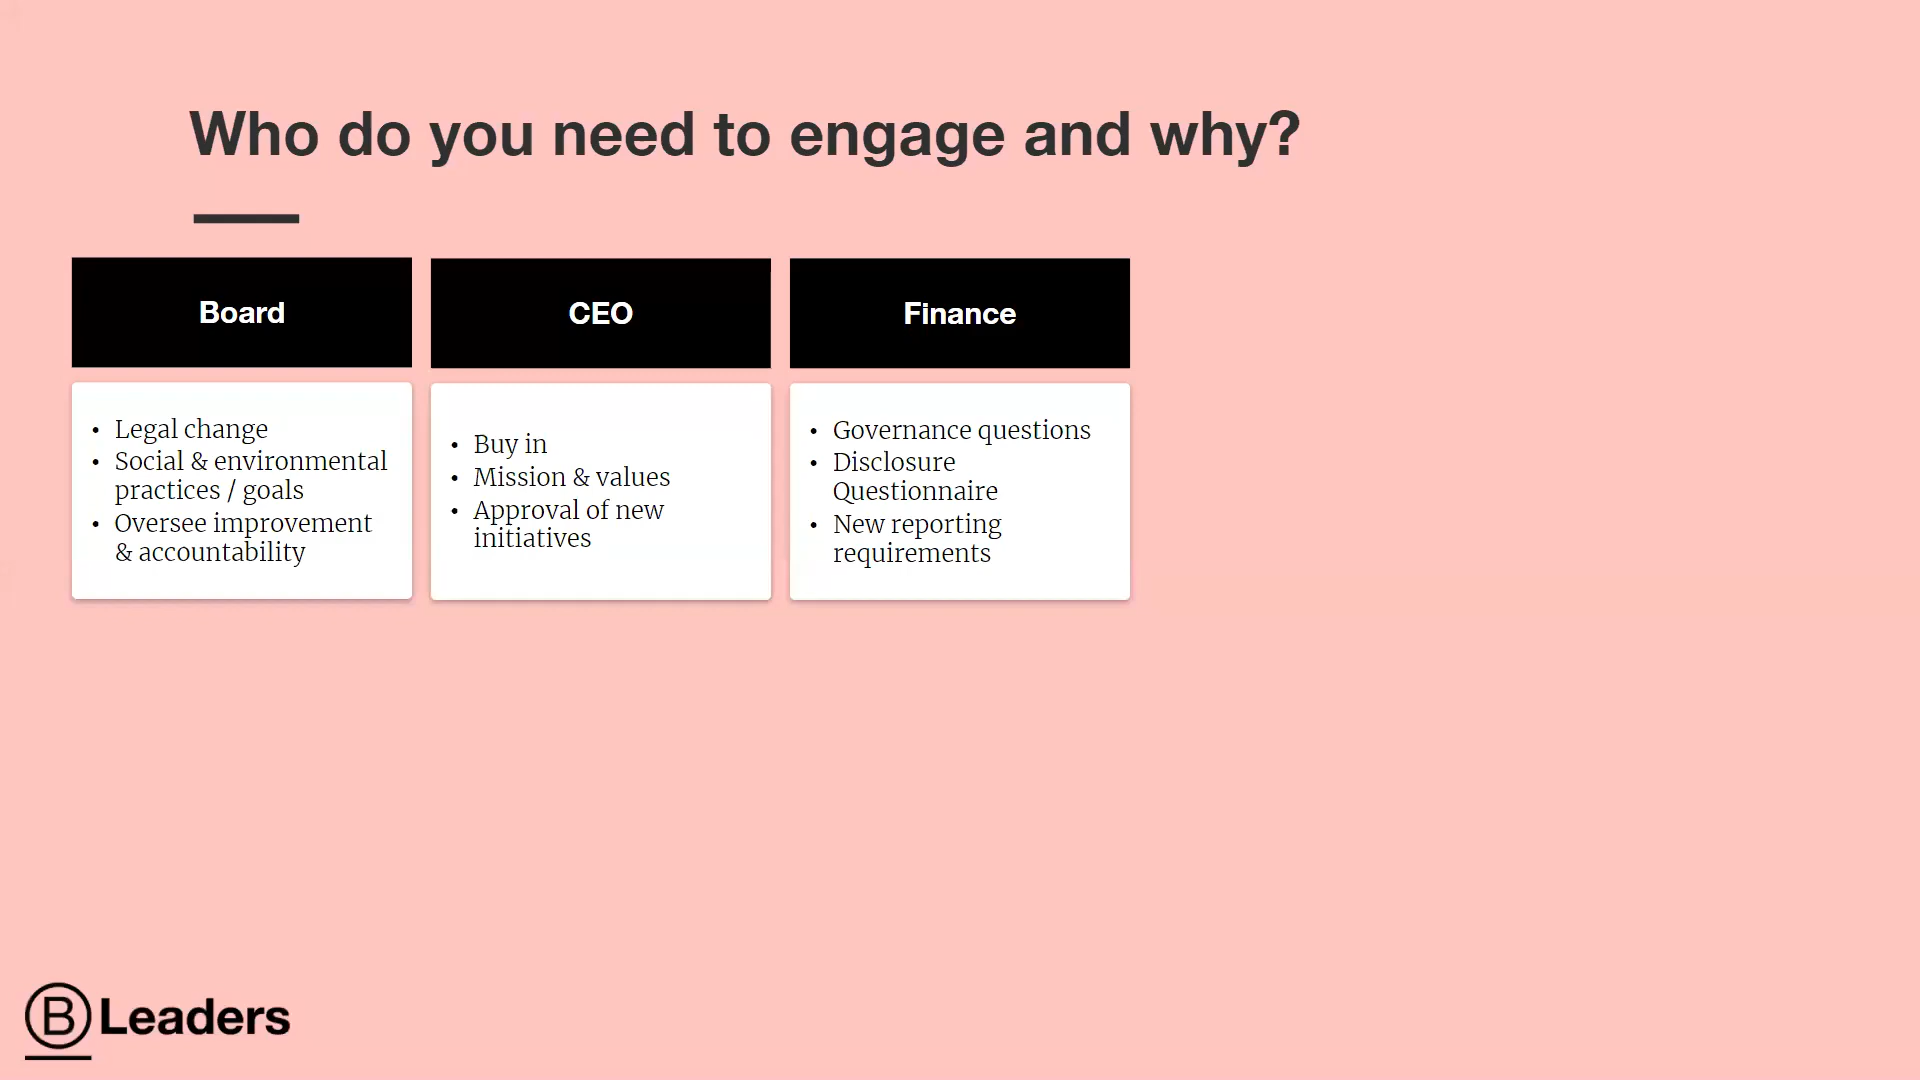 Who do you need to engage and why?
Board
• Legal change
• Social & environmental
practices / goals
• Oversee improvement
& accountability
CEO
• Buy in
• Mission & values
• Approval of new
initiatives
Finance
• Governance questions
• Disclosure
Questionnaire
• New reporting
requirements
B Leaders